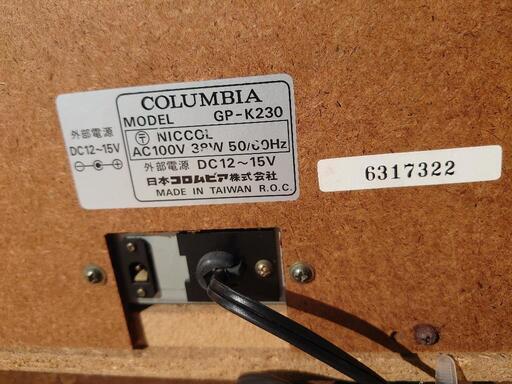 COLUMBIA
MODEL GP-K230
〒 NICCOL
AC100V 38W 50/60Hz
外部電源 DC12~15V
日本コロムビア株式会社
MADE IN TAIWAN R.O.C.
外部電源
DC12~15V
6317322